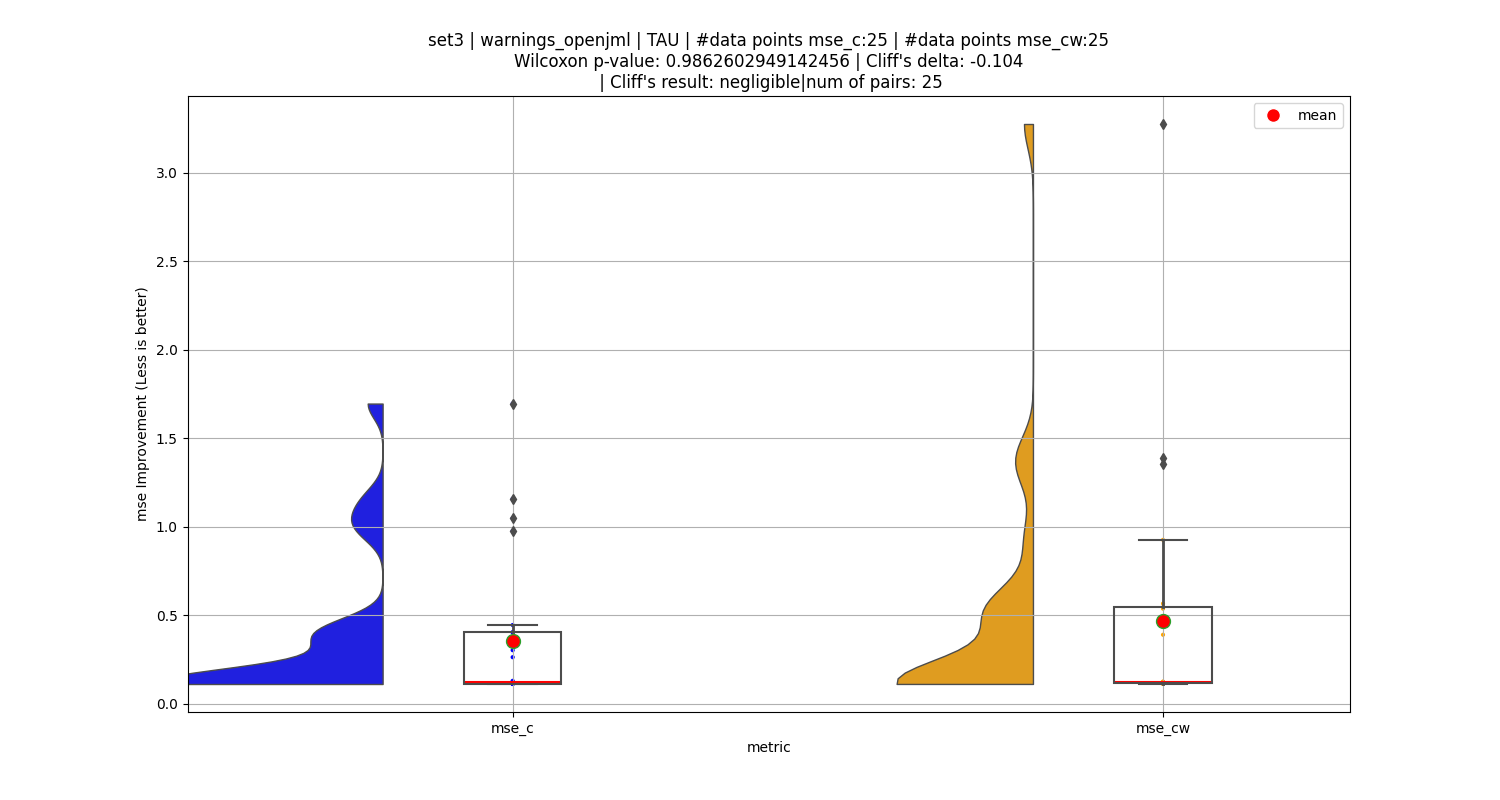 set3 | warnings_openjml | TAU | #data points mse_c:25 | #data points mse_cw:25
Wilcoxon p-value: 0.9862602949142456 | Cliff's delta: -0.104
| Cliff's result: negligible|num of pairs: 25
mean
3.0
2.5
2.0
1.5
1.0
0.5
0.0
mse Improvement (Less is better)
mse_c
mse_cw
metric